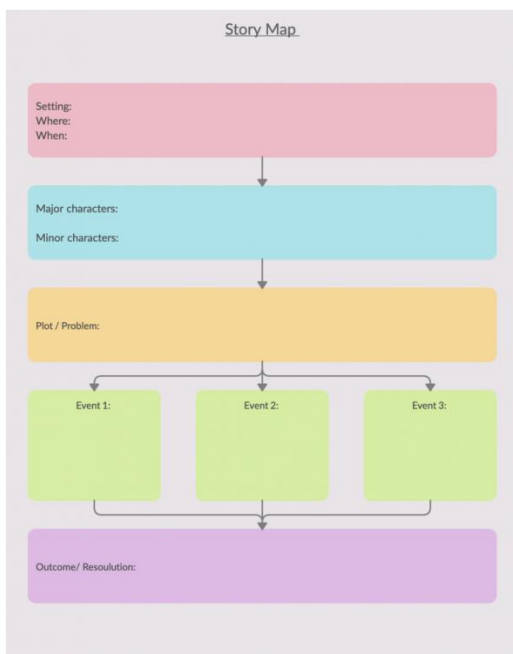 Story Map
Setting:
Where:
When:
Major characters:
Minor characters:
Plot / Problem:
Event 1:
Event 2:
Event 3:
Outcome/ Resoulution: